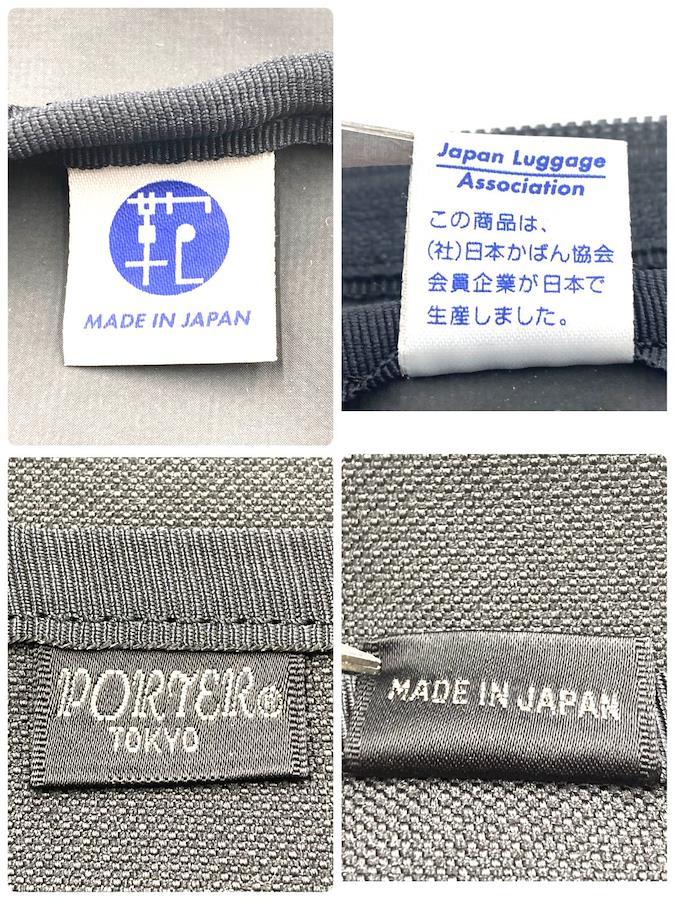 MADE IN JAPAN
Japan Luggage
Association
この商品は、
(社)日本かばん協会
会員企業が日本で
生産しました。
PORTER®
TOKYO
MADE IN JAPAN